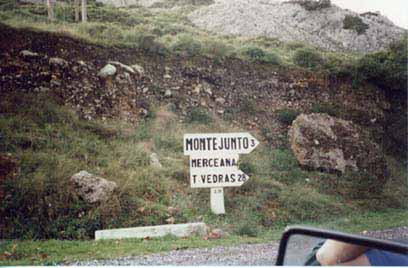 MONTEJUNTO 3
MERCEANA
T. VEDRAS 28